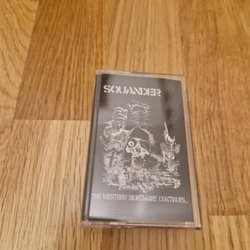 SQUANDER
THE WESTERN NIGHTMARE CONTINUES...